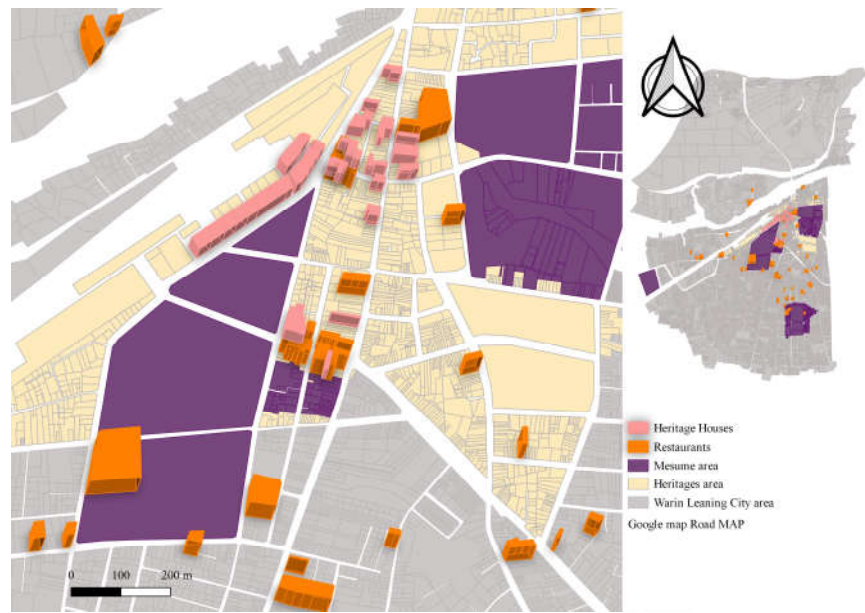 Heritage Houses
Restaurants
Mesume area
Heritages area
Warin Leaning City area
Google map Road MAP
0 100 200 m